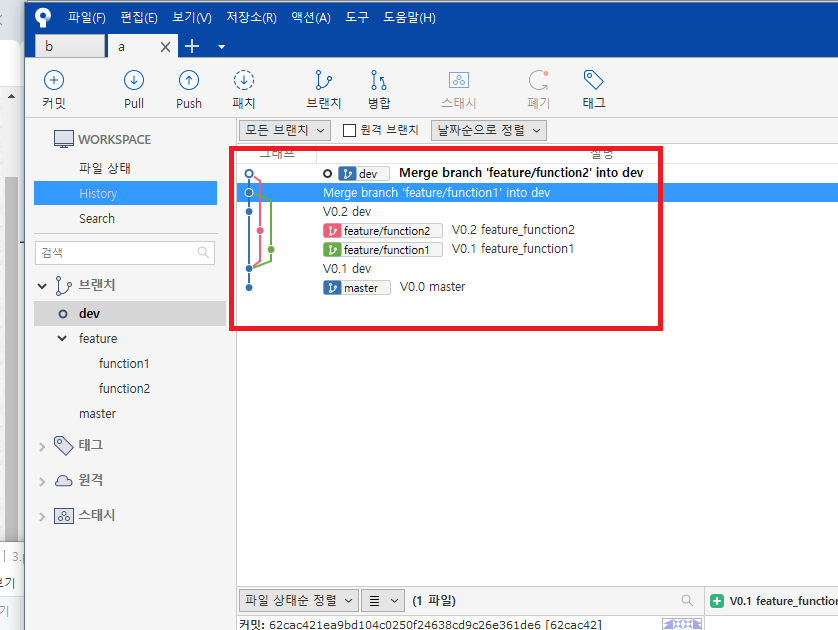 파일(F) 편집(E) 보기(V) 저장소(R) 액션(A) 도구 도움말(H)
b a
커밋 Pull Push 패치 브랜치 병합 스태시 폐기 태그
WORKSPACE
파일 상태
History
Search
검색
브랜치
dev
feature
function1
function2
master
태그
원격
스태시
모든 브랜치 원격 브랜치 날짜순으로 정렬
그래프 설명
dev Merge branch 'feature/function2' into dev
Merge branch 'feature/function1' into dev
V0.2 dev
feature/function2 V0.2 feature_function2
feature/function1 V0.1 feature_function1
V0.1 dev
master V0.0 master
파일 상태순 정렬 (1 파일)
커밋: 62cac421ea9bd104c0250f24638cd9c26e361de6 [62cac42]
V0.1 feature_function